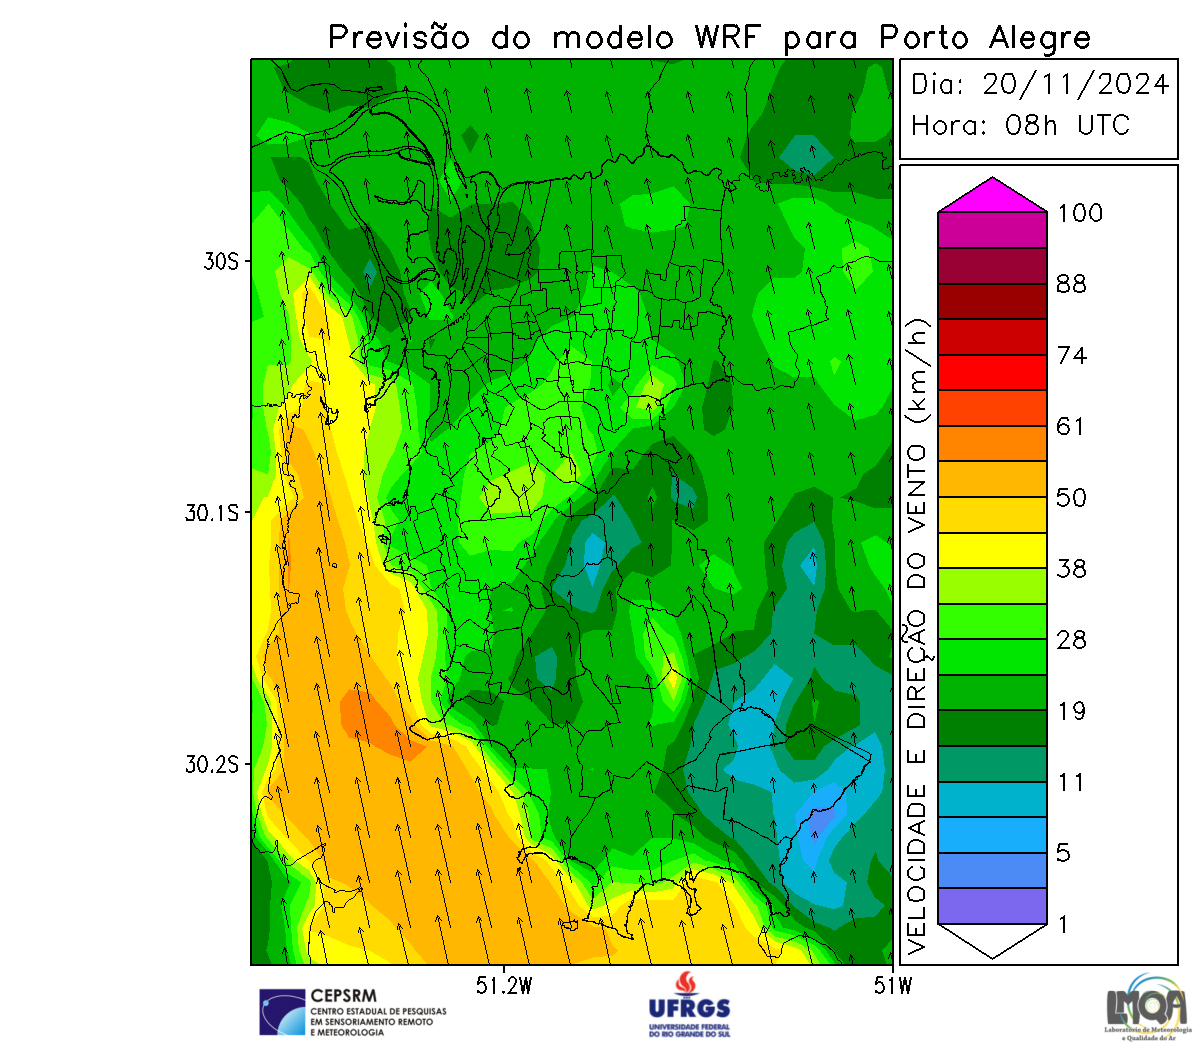 Previsão do modelo WRF para Porto Alegre
Dia: 20/11/2024
Hora: 08h UTC
30S
30.1S
30.2S
51.2W
51W
VELOCIDADE E DIREÇÃO DO VENTO (km/h)
100
88
74
61
50
38
28
19
11
5
1
CEPSRM
CENTRO ESTADUAL DE PESQUISAS
EM SENSORIAMENTO REMOTO
E METEOROLOGIA
UFRGS
UNIVERSIDADE FEDERAL
DO RIO GRANDE DO SUL
LMQA
Laboratório de Meteorologia
e Qualidade do Ar